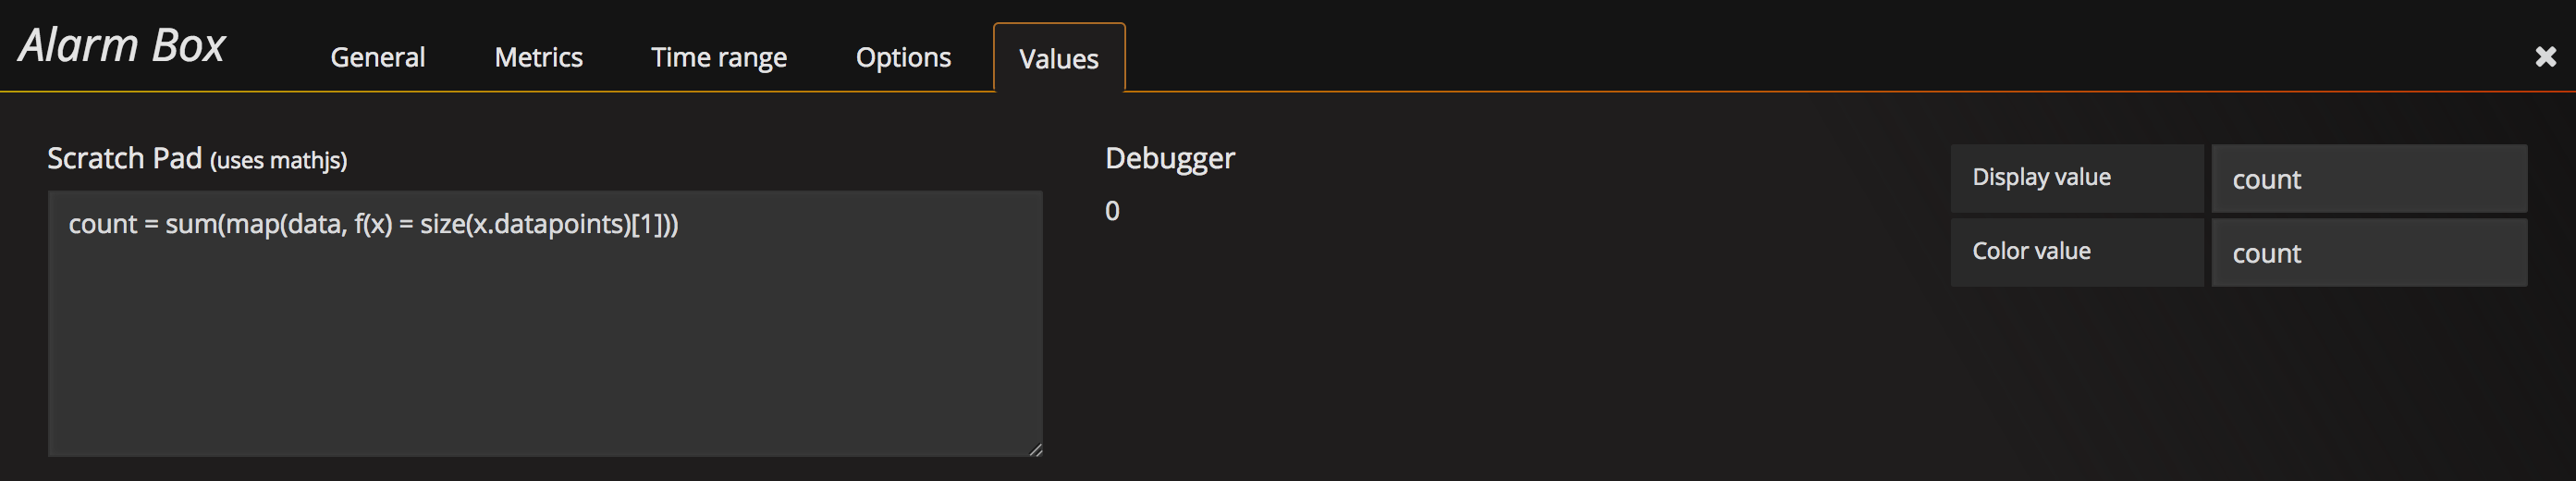 Alarm Box
General
Metrics
Time range
Options
Values
✖
Scratch Pad (uses mathjs)
count = sum(map(data, f(x) = size(x.datapoints)[1]))
Debugger
0
Display value
count
Color value
count